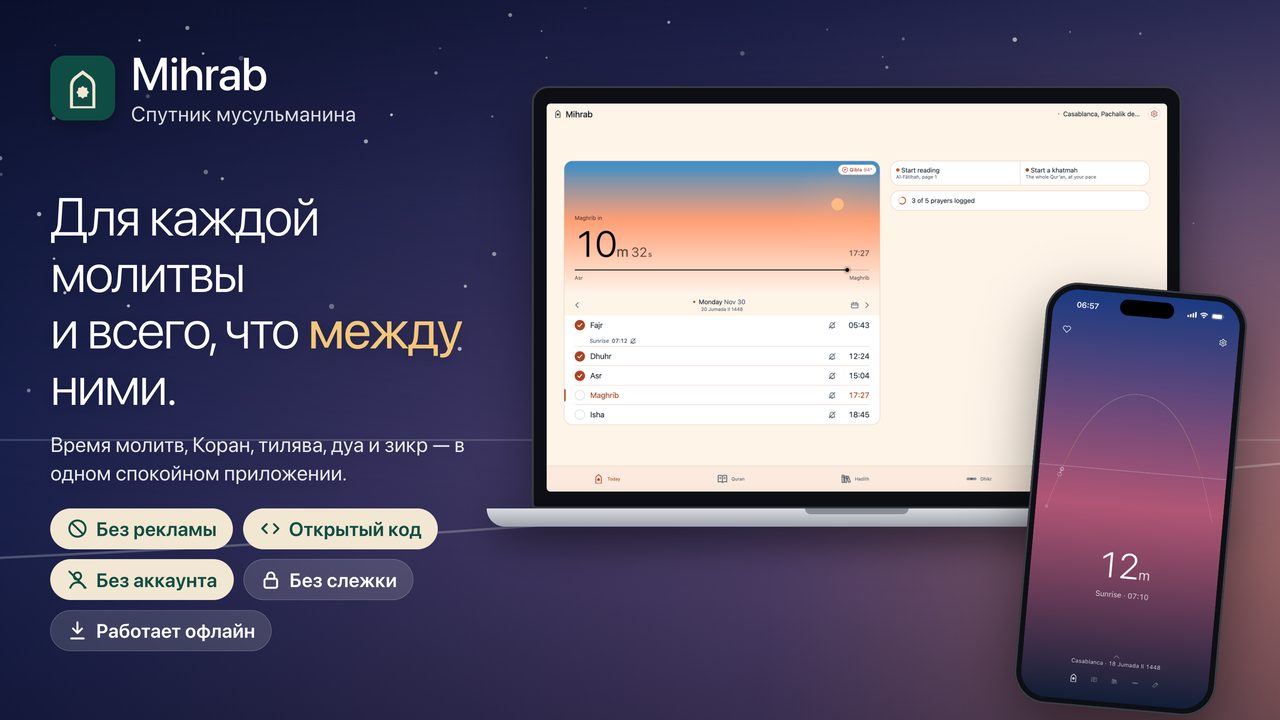 Mihrab
Спутник мусульманина
Для каждой
молитвы
и всего, что между
ними.
Время молитв, Коран, тилява, дуа и зикр — в
одном спокойном приложении.
Без рекламы
Открытый код
Без аккаунта
Без слежки
Работает офлайн
Mihrab
Casablanca, Pachalik de...
Qibla 94°
Maghrib in
10m 32s
17:27
Asr
Maghrib
Monday Nov 30
20 Jumada II 1448
Fajr
05:43
Sunrise 07:12
Dhuhr
12:24
Asr
15:04
Maghrib
17:27
Isha
18:45
Start reading
Al-Fātihah, page 1
Start a khatmah
The whole Qur'an, at your pace
3 of 5 prayers logged
Today
Quran
Hadith
Dhikr
06:57
12m
Sunrise · 07:10
Casablanca · 18 Jumada II 1448